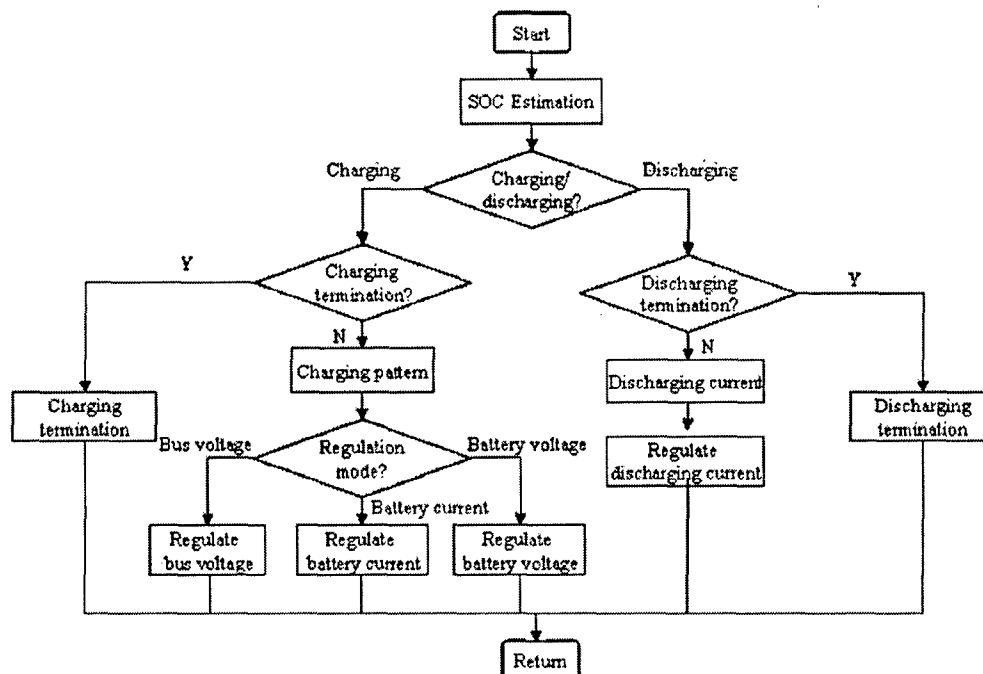 Start
SOC Estimation
Charging
Discharging
Charging/
discharging?
Y
Charging
termination?
Discharging
termination?
Y
N
N
Charging pattern
Discharging current
Charging
termination
Discharging
termination
Bus voltage
Regulation
mode?
Battery voltage
Regulate
discharging current
Battery current
Regulate
bus voltage
Regulate
battery current
Regulate
battery voltage
Return